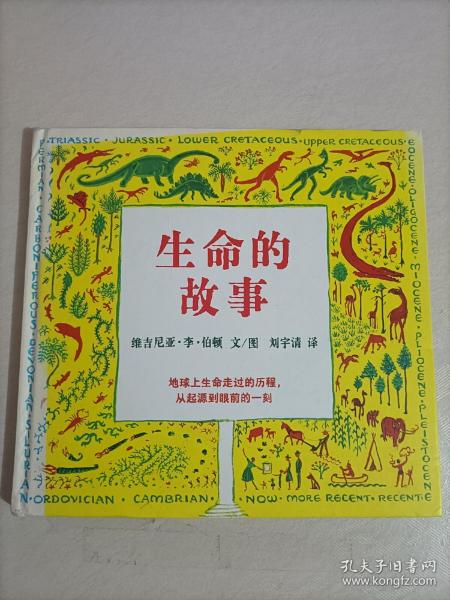 TRIASSIC · JURASSIC · LOWER CRETACEOUS · UPPER CRETACEOUS ·
EOCENE · OLIGOCENE · MIOCENE · PLIOCENE · PLEISTOCENE
PERMIAN · CARBONIFEROUS · DEVONIAN · SILURIAN
生命的
故事
维吉尼亚·李·伯顿 文/图 刘宇清 译
地球上生命走过的历程,
从起源到眼前的一刻
· ORDOVICIAN · CAMBRIAN · NOW · MORE RECENT · RECENT ·
孔夫子旧书网
www.kongfz.com